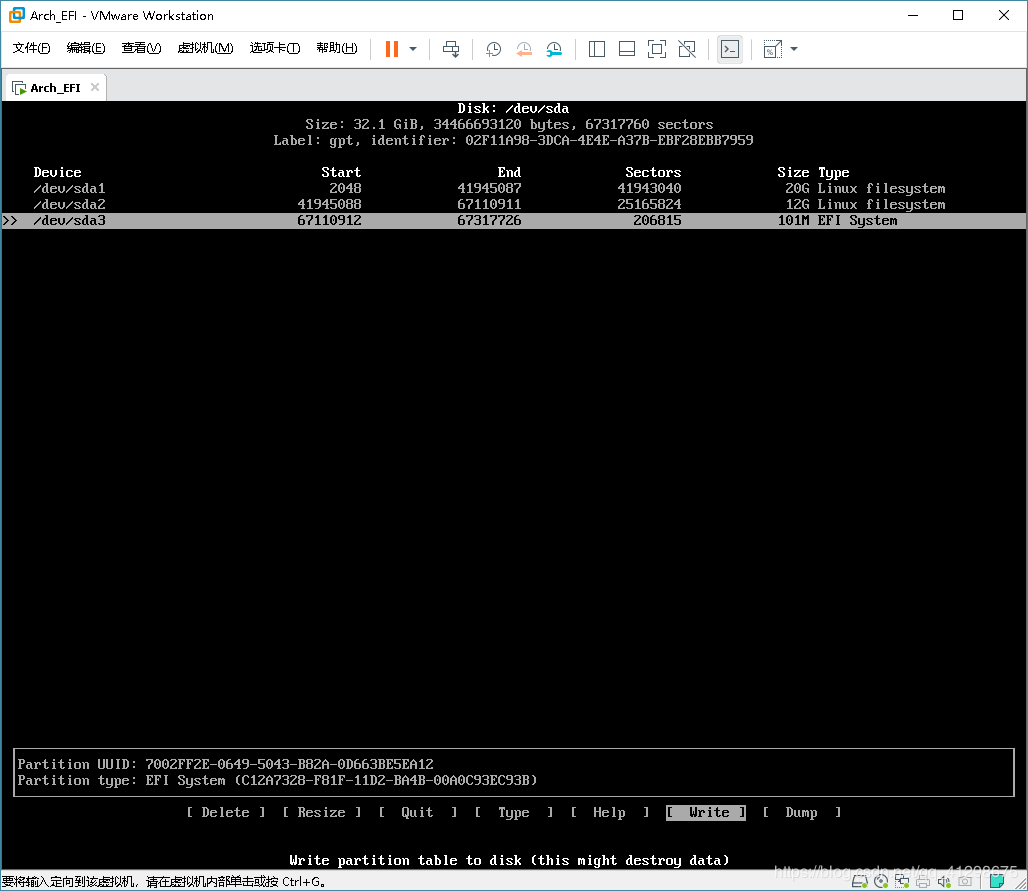 Arch_EFI - VMware Workstation
文件(F) 编辑(E) 查看(V) 虚拟机(M) 选项卡(T) 帮助(H)
Arch_EFI
Disk: /dev/sda
Size: 32.1 GiB, 34466693120 bytes, 67317760 sectors
Label: gpt, identifier: 02F11A98-3DCA-4E4E-A37B-EBF28EBB7959
Device Start End Sectors Size Type
/dev/sda1 2048 41945087 41943040 20G Linux filesystem
/dev/sda2 41945088 67110911 25165824 12G Linux filesystem
>> /dev/sda3 67110912 67317726 206815 101M EFI System
Partition UUID: 7002FF2E-0649-5043-B82A-0D663BE5EA12
Partition type: EFI System (C12A7328-F81F-11D2-BA4B-00A0C93EC93B)
[ Delete ] [ Resize ] [ Quit ] [ Type ] [ Help ] [ Write ] [ Dump ]
Write partition table to disk (this might destroy data)
要将输入定向到该虚拟机，请在虚拟机内部单击或按 Ctrl+G。
https://blog.csdn.net/qq_41298675